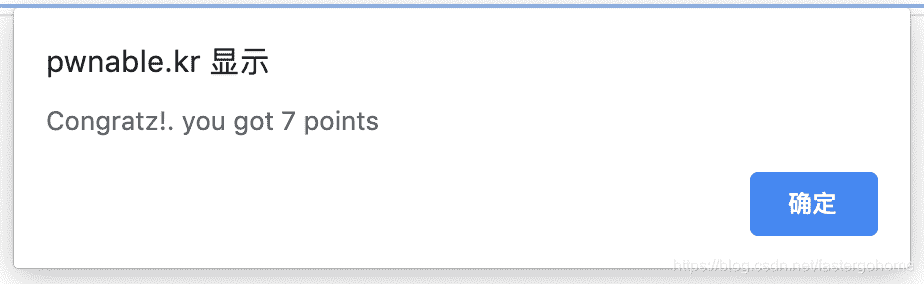 pwnable.kr 显示
Congratz!. you got 7 points
确定
https://blog.csdn.net/fastergohome